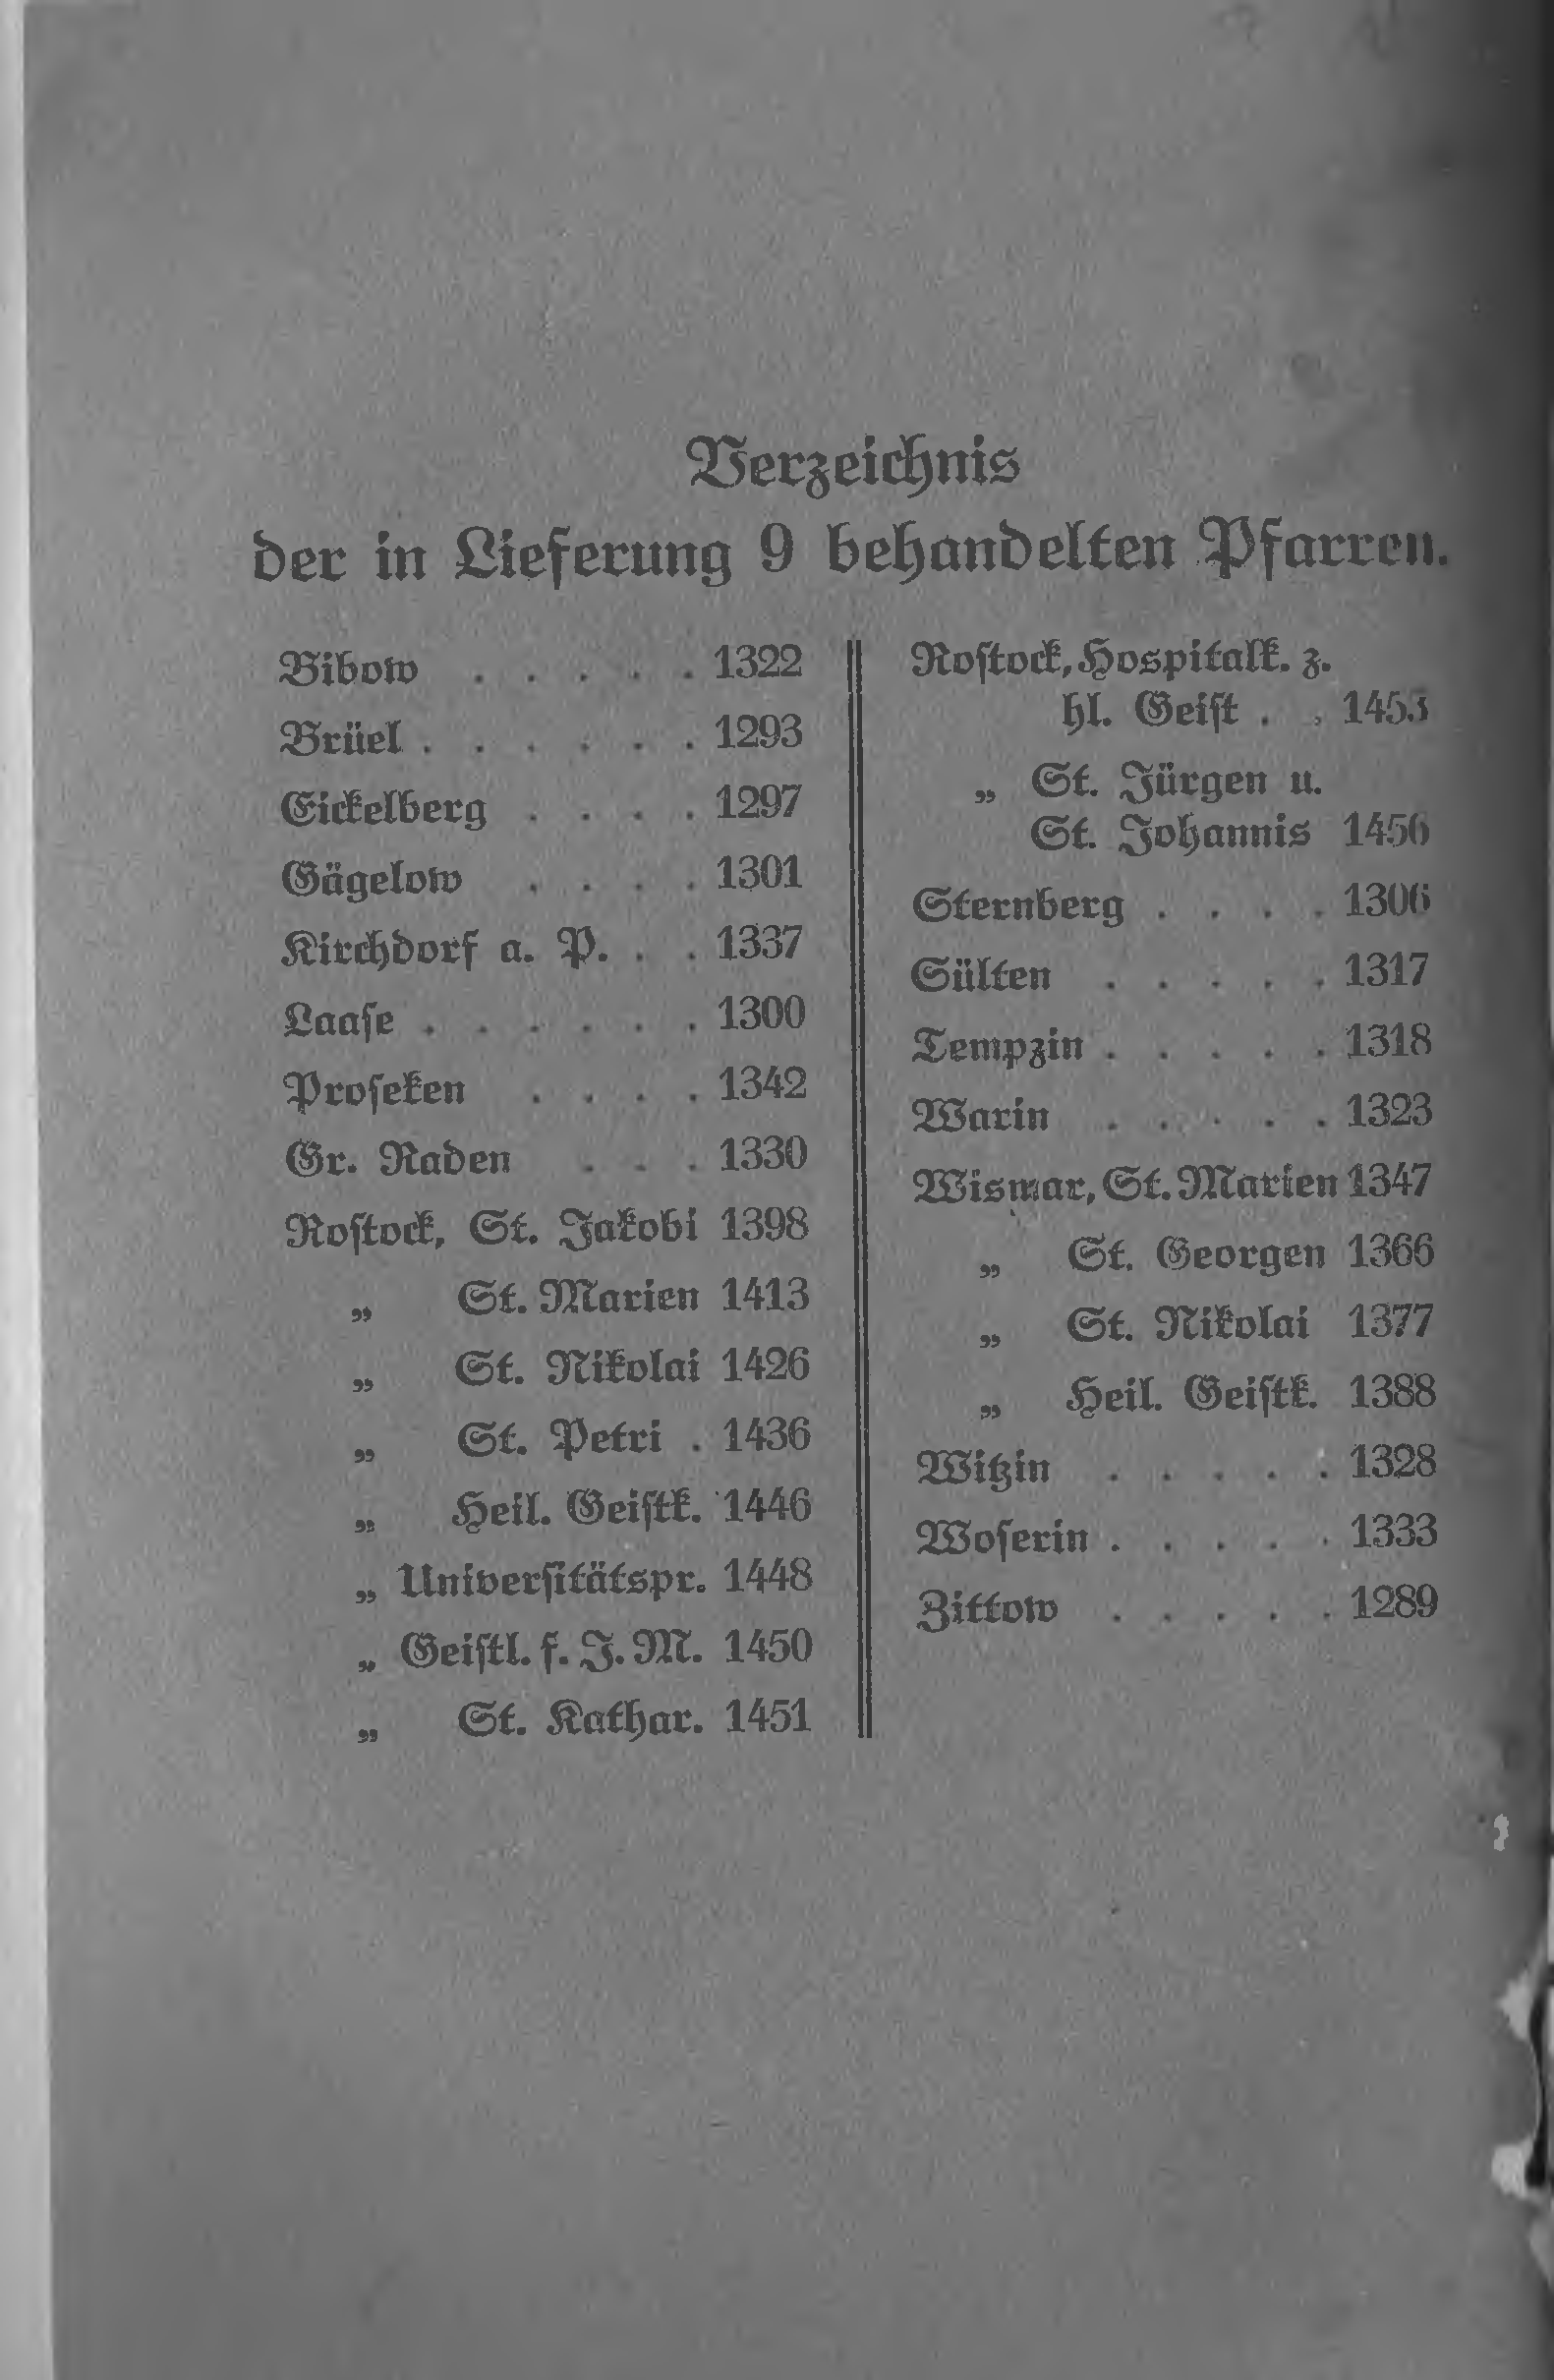 Verzeichnis
der in Lieferung 9 behandelten Pfarren.
Bibow . . . . . 1322
Brüel . . . . . . 1293
Eickelberg . . . . 1297
Gägelow . . . . 1301
Kirchdorf a. P. . . 1337
Laase . . . . . . 1300
Proseken . . . . 1342
Gr. Raden . . . 1330
Rostock, St. Jakobi 1398
„ St. Marien 1413
„ St. Nikolai 1426
„ St. Petri . 1436
„ Heil. Geistk. 1446
„ Universitätspr. 1448
„ Geistl. f. J. M. 1450
„ St. Kathar. 1451
Rostock, Hospitalk. z.
hl. Geist . . 1453
„ St. Jürgen u.
St. Johannis 1456
Sternberg . . . . 1306
Sülten . . . . . 1317
Tempzin . . . . . 1318
Warin . . . . . 1323
Wismar, St. Marien 1347
„ St. Georgen 1366
„ St. Nikolai 1377
„ Heil. Geistk. 1388
Witzin . . . . . 1328
Woserin . . . . . 1333
Zittow . . . . . 1289